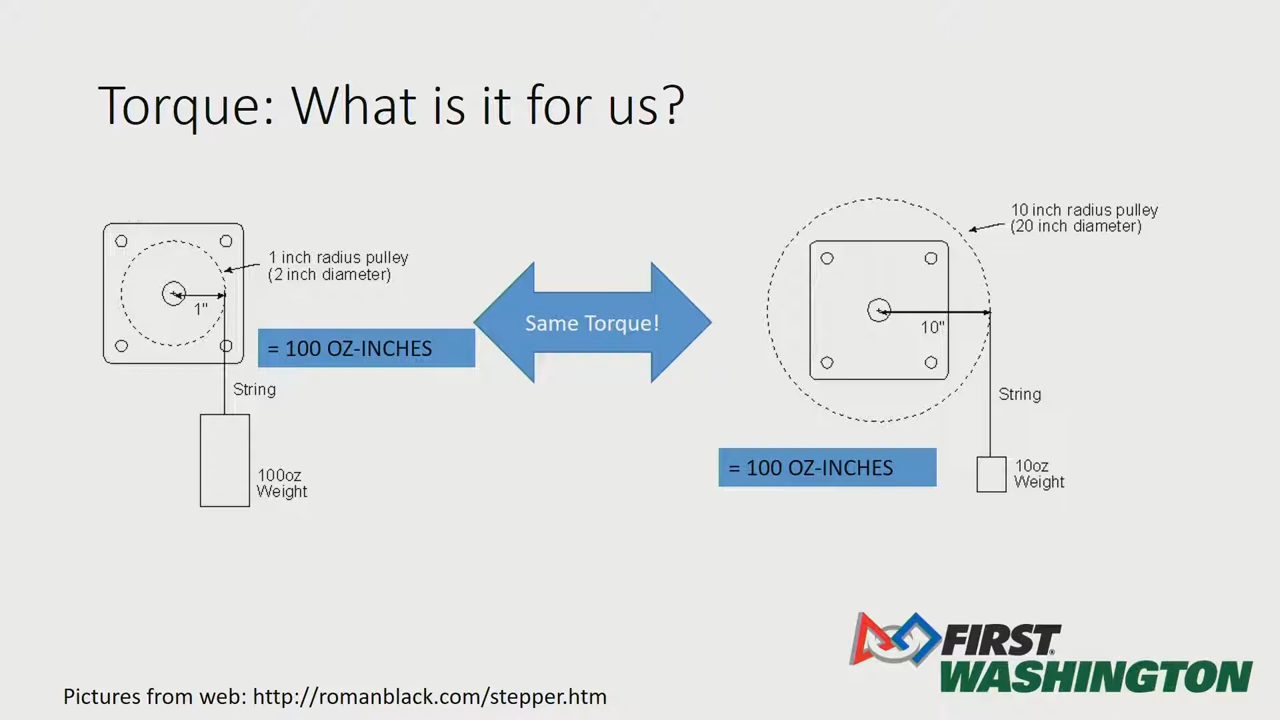 Torque: What is it for us?
1 inch radius pulley
(2 inch diameter)
1"
= 100 OZ-INCHES
String
100oz
Weight
Same Torque!
10 inch radius pulley
(20 inch diameter)
10"
String
= 100 OZ-INCHES
10oz
Weight
FIRST®
WASHINGTON
Pictures from web: http://romanblack.com/stepper.htm